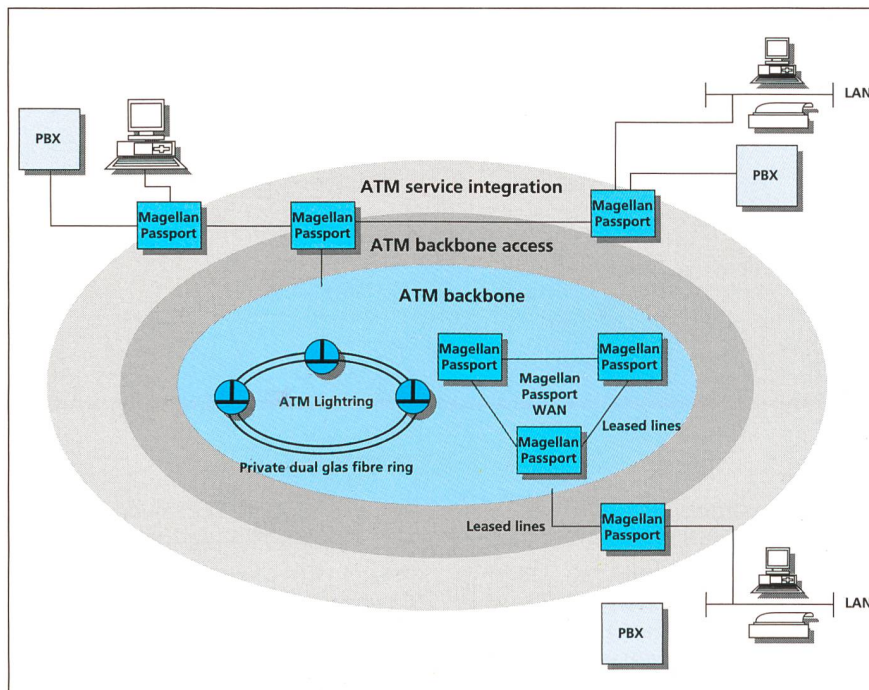 LAN
PBX
PBX
ATM service integration
Magellan
Passport
Magellan
Passport
Magellan
Passport
ATM backbone access
ATM backbone
Magellan
Passport
Magellan
Passport
Magellan
Passport
WAN
ATM Lightring
Leased lines
Magellan
Passport
Private dual glas fibre ring
Leased lines
Magellan
Passport
LAN
PBX